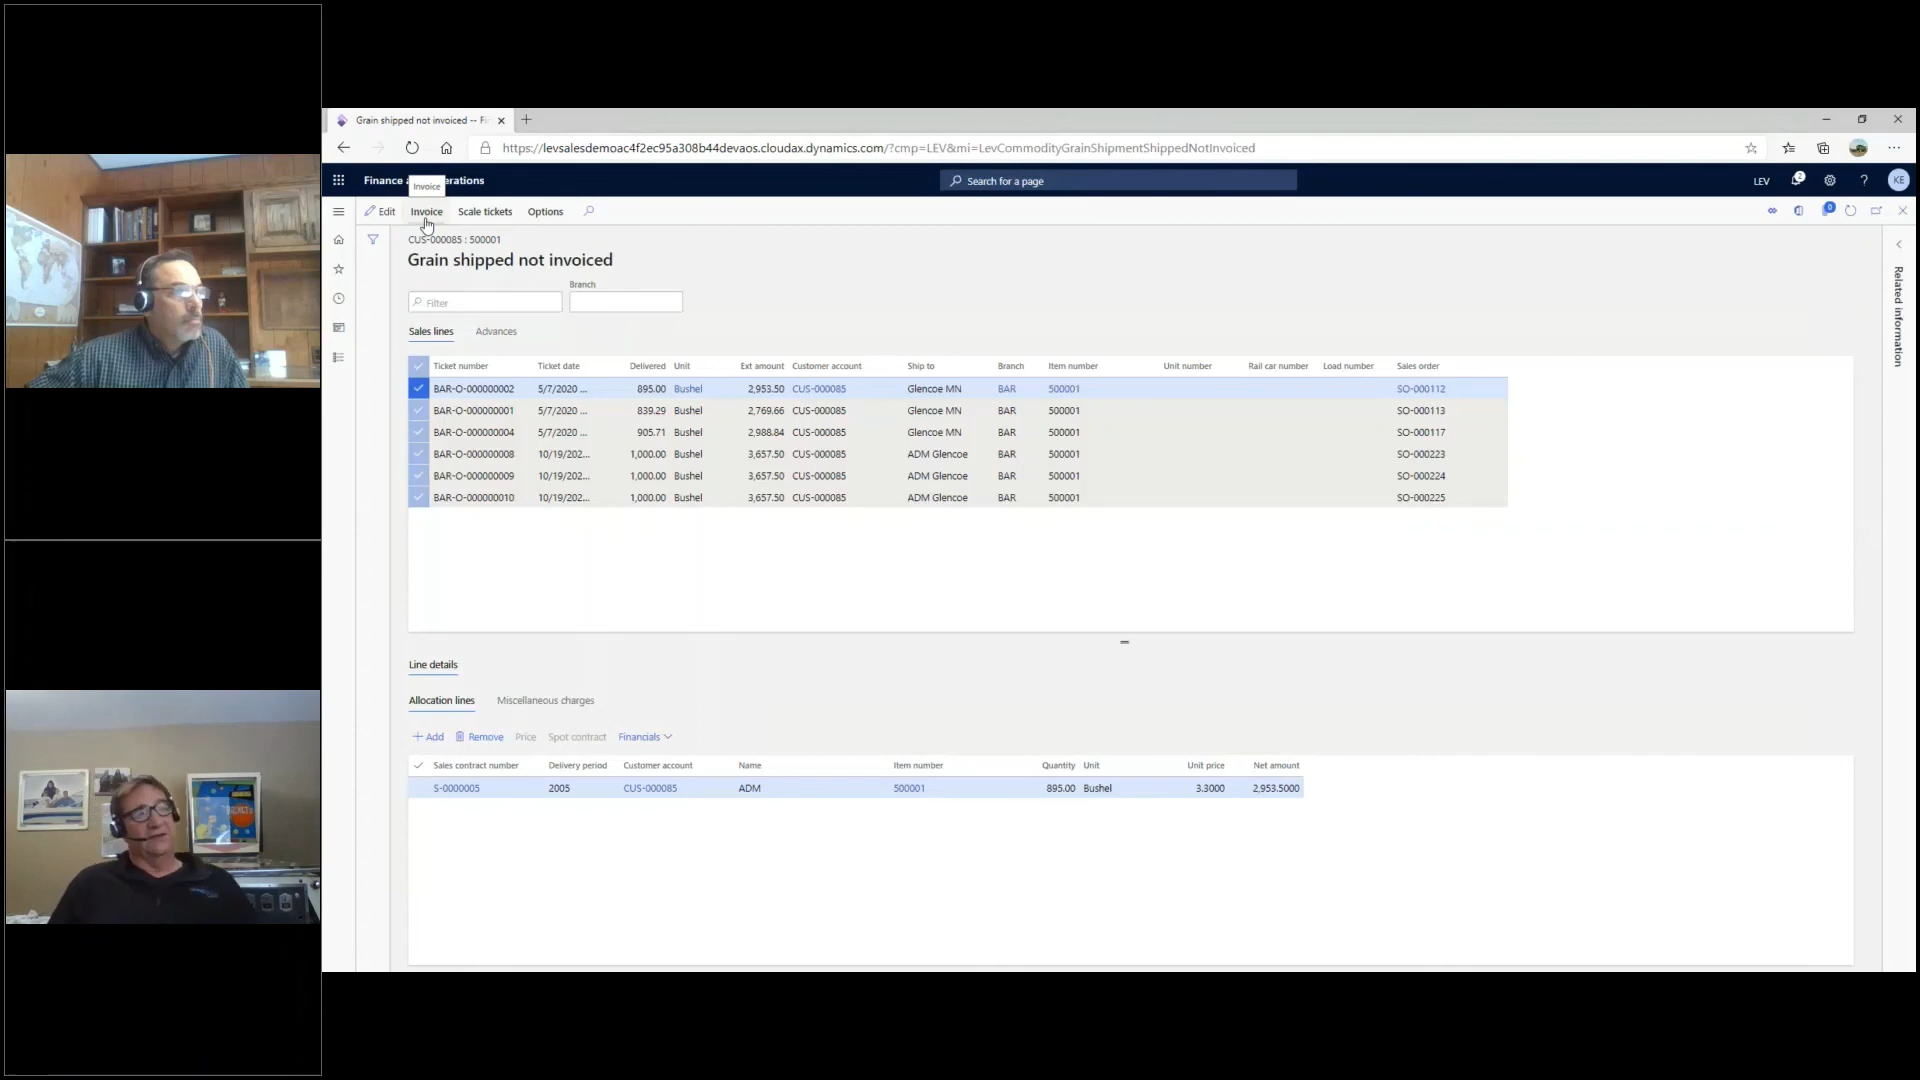 Grain shipped not invoiced -- Fi
https://levsalesdemoac4f2ec95a308b44devaos.cloudax.dynamics.com/?cmp=LEV&mi=LevCommodityGrainShipmentShippedNotInvoiced
Finance a erations
Invoice
Search for a page
LEV
2
?
KE
Edit Invoice Scale tickets Options
0
CUS-000085 : 500001
Grain shipped not invoiced
Branch
Filter
Sales lines Advances
Ticket number Ticket date Delivered Unit Ext amount Customer account Ship to Branch Item number Unit number Rail car number Load number Sales order
BAR-O-000000002 5/7/2020 ... 895.00 Bushel 2,953.50 CUS-000085 Glencoe MN BAR 500001 SO-000112
BAR-O-000000001 5/7/2020 ... 839.29 Bushel 2,769.66 CUS-000085 Glencoe MN BAR 500001 SO-000113
BAR-O-000000004 5/7/2020 ... 905.71 Bushel 2,988.84 CUS-000085 Glencoe MN BAR 500001 SO-000117
BAR-O-000000008 10/19/202... 1,000.00 Bushel 3,657.50 CUS-000085 ADM Glencoe BAR 500001 SO-000223
BAR-O-000000009 10/19/202... 1,000.00 Bushel 3,657.50 CUS-000085 ADM Glencoe BAR 500001 SO-000224
BAR-O-000000010 10/19/202... 1,000.00 Bushel 3,657.50 CUS-000085 ADM Glencoe BAR 500001 SO-000225
Related information
Line details
Allocation lines Miscellaneous charges
Add Remove Price Spot contract Financials
Sales contract number Delivery period Customer account Name Item number Quantity Unit Unit price Net amount
S-0000005 2005 CUS-000085 ADM 500001 895.00 Bushel 3.3000 2,953.5000